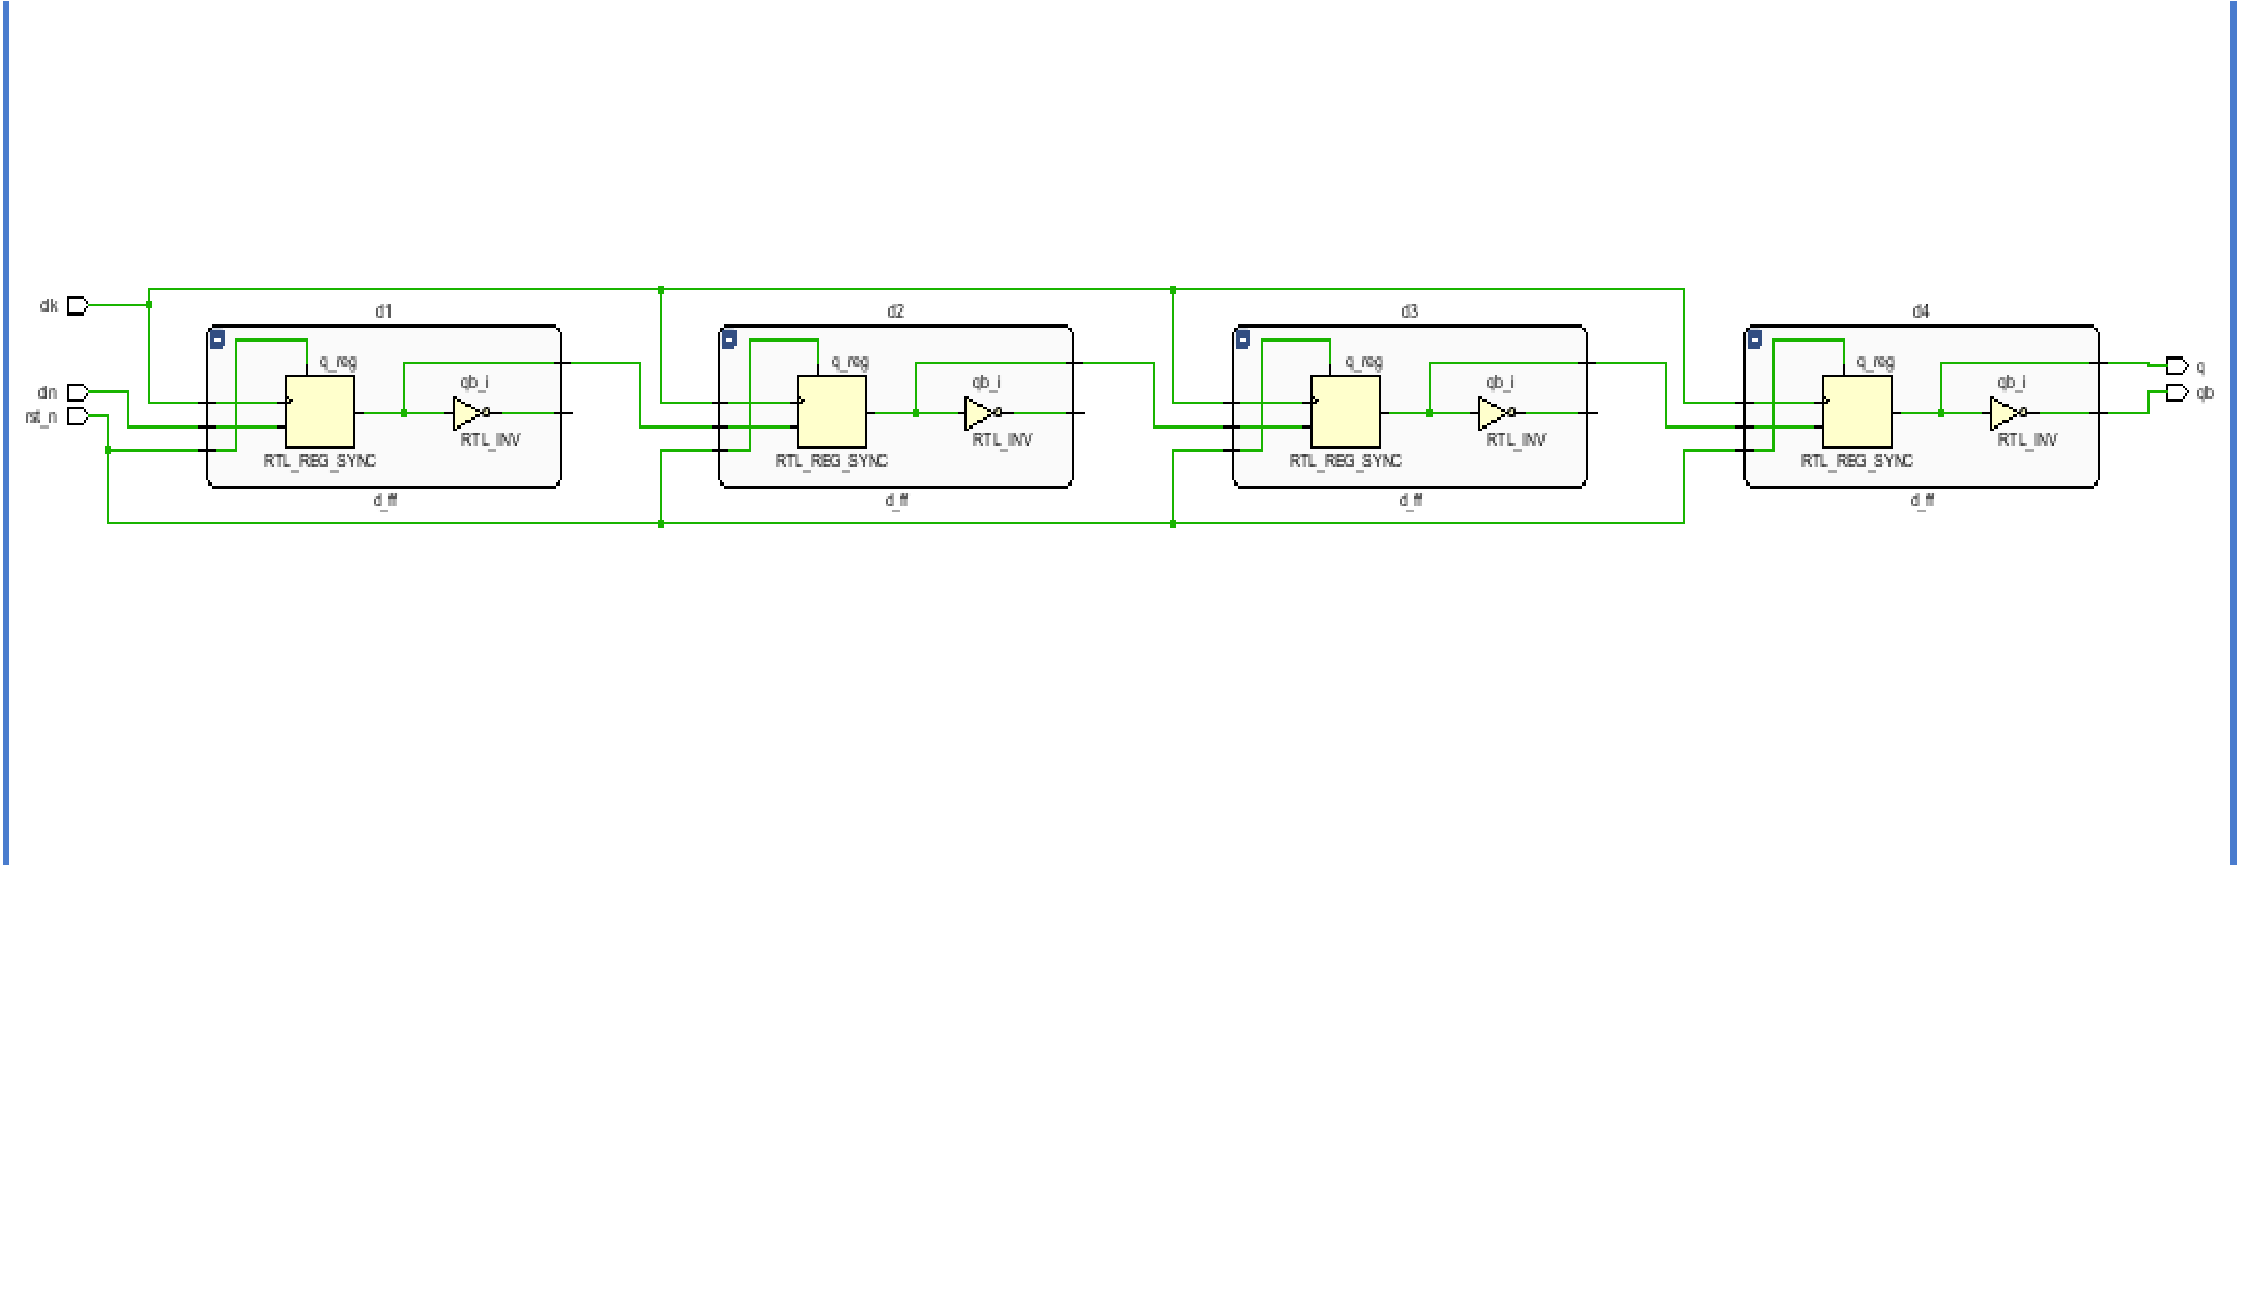 clk
din
rst_n
d1
q_reg
qb_i
RTL_INV
RTL_REG_SYNC
d_ff
d2
q_reg
qb_i
RTL_INV
RTL_REG_SYNC
d_ff
d3
q_reg
qb_i
RTL_INV
RTL_REG_SYNC
d_ff
d4
q_reg
qb_i
RTL_INV
RTL_REG_SYNC
d_ff
q
qb